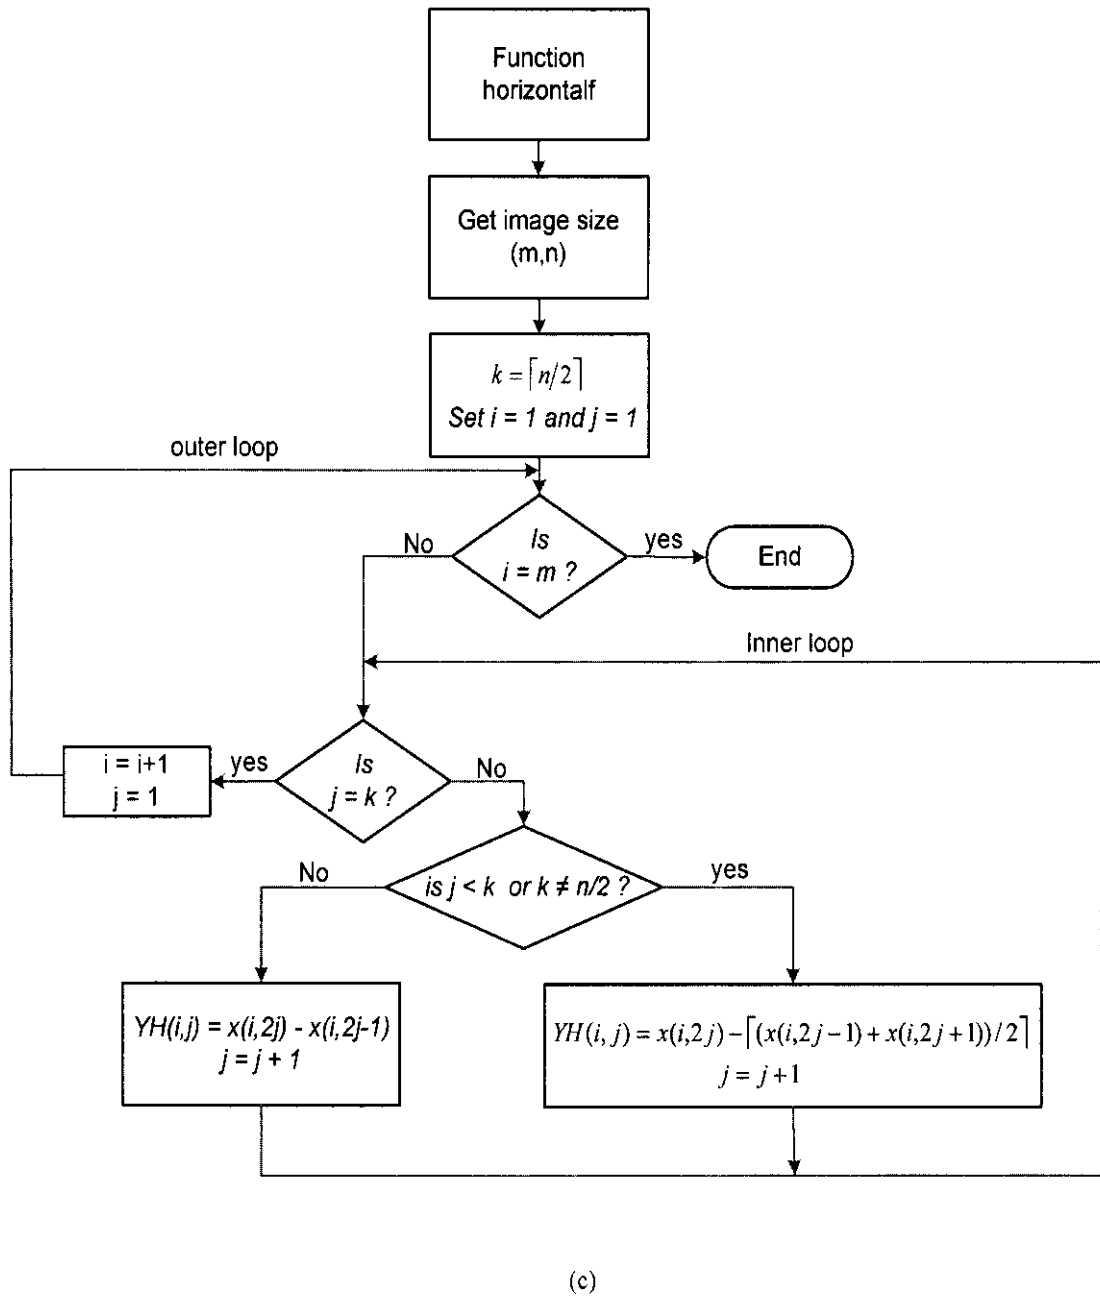 Function
horizontalf
Get image size
(m,n)
k = ⌈n/2⌉
Set i = 1 and j = 1
outer loop
Is
i = m ?
No
yes
End
Inner loop
Is
j = k ?
yes
No
i = i+1
j = 1
is j < k or k ≠ n/2 ?
No
yes
YH(i,j) = x(i,2j) - x(i,2j-1)
j = j + 1
YH(i, j) = x(i,2j) − ⌈(x(i,2j−1) + x(i,2j+1))/2⌉
j = j+1
(c)